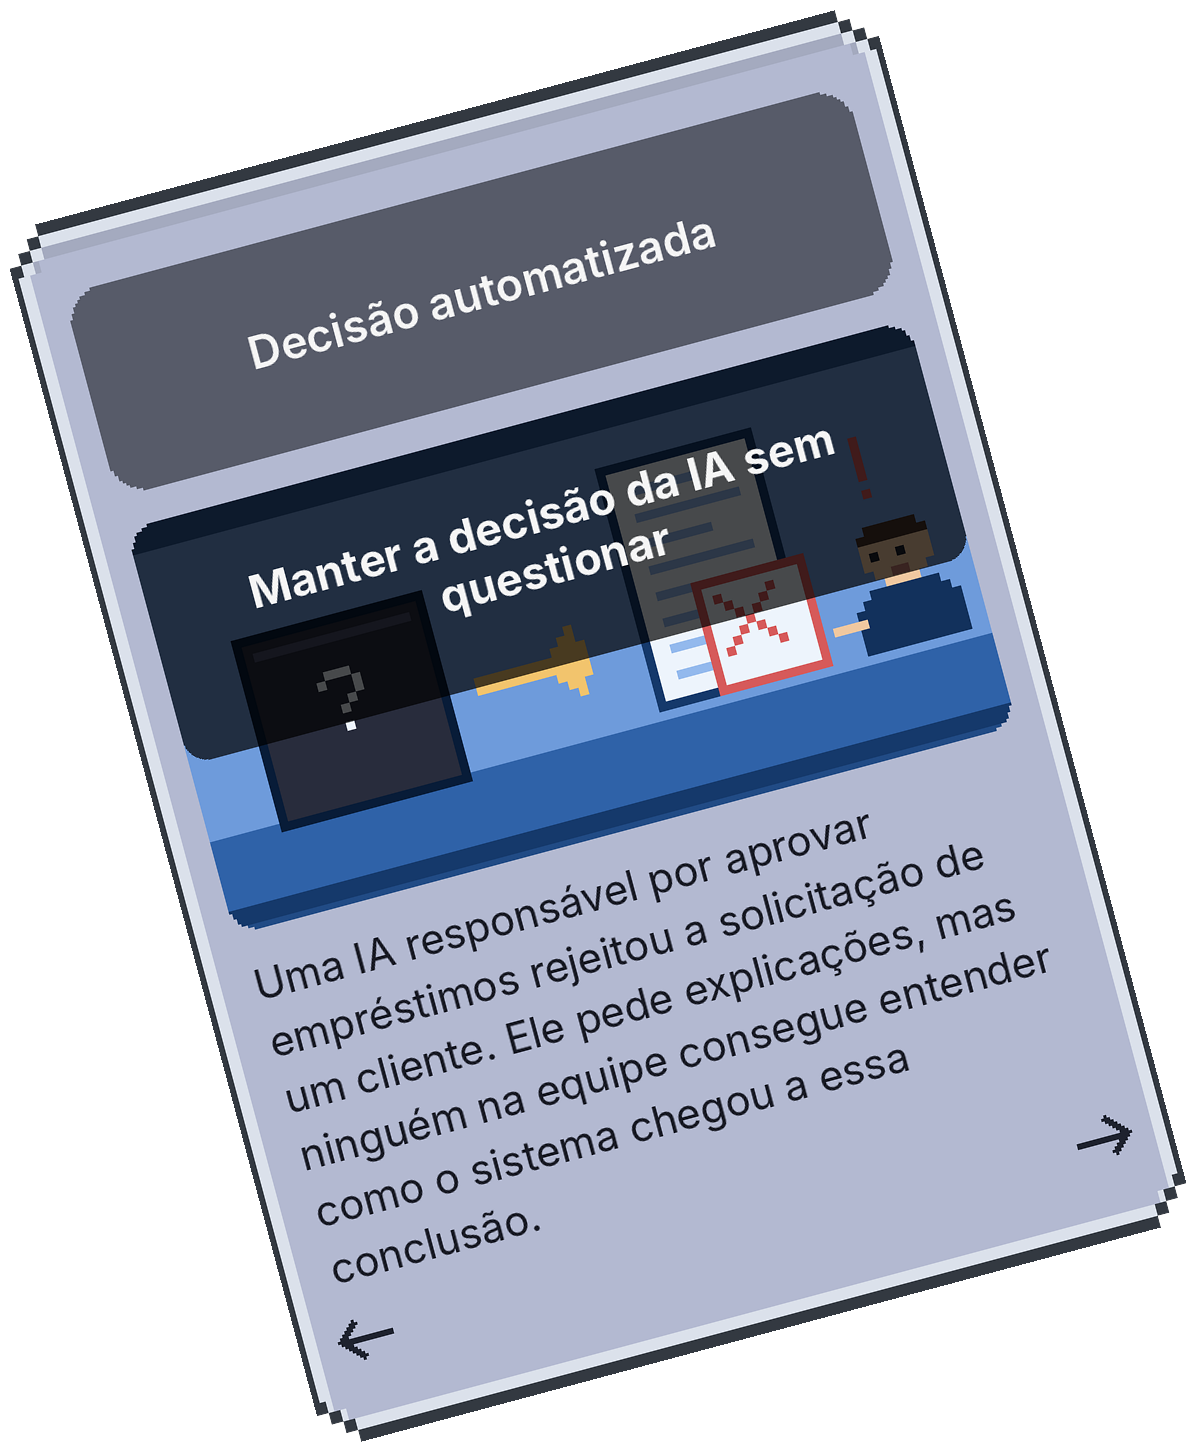 Decisão automatizada
Manter a decisão da IA sem
questionar
?
!
Uma IA responsável por aprovar
empréstimos rejeitou a solicitação de
um cliente. Ele pede explicações, mas
ninguém na equipe consegue entender
como o sistema chegou a essa
conclusão.